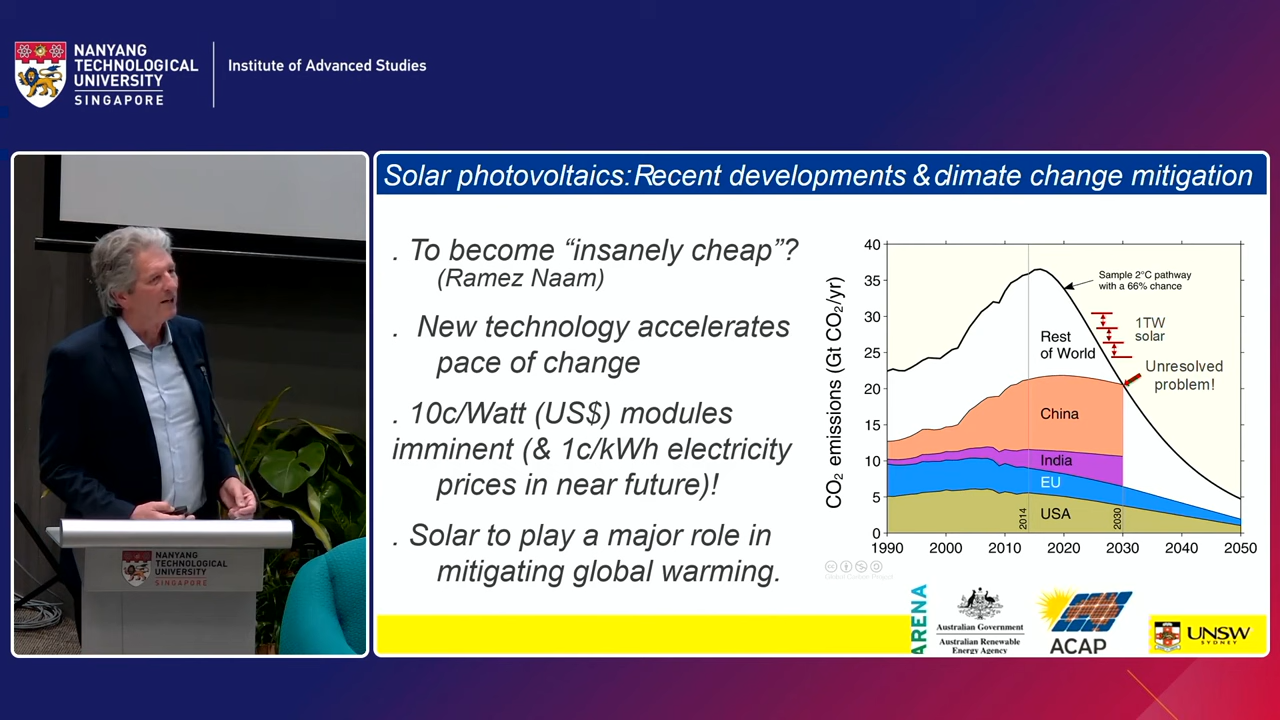 NANYANG
TECHNOLOGICAL
UNIVERSITY
SINGAPORE
Institute of Advanced Studies
NANYANG
TECHNOLOGICAL
UNIVERSITY
SINGAPORE
Solar photovoltaics:Recent developments & climate change mitigation
. To become “insanely cheap”?
(Ramez Naam)
. New technology accelerates
pace of change
. 10c/Watt (US$) modules
imminent (& 1c/kWh electricity
prices in near future)!
. Solar to play a major role in
mitigating global warming.
CO2 emissions (Gt CO2/yr)
40
35
30
25
20
15
10
5
0
1990
2000
2010
2020
2030
2040
2050
Sample 2°C pathway
with a 66% chance
1TW
solar
Rest
of World
Unresolved
problem!
China
India
EU
USA
2014
2030
Global Carbon Project
ARENA
Australian Government
Australian Renewable
Energy Agency
ACAP
UNSW
SYDNEY